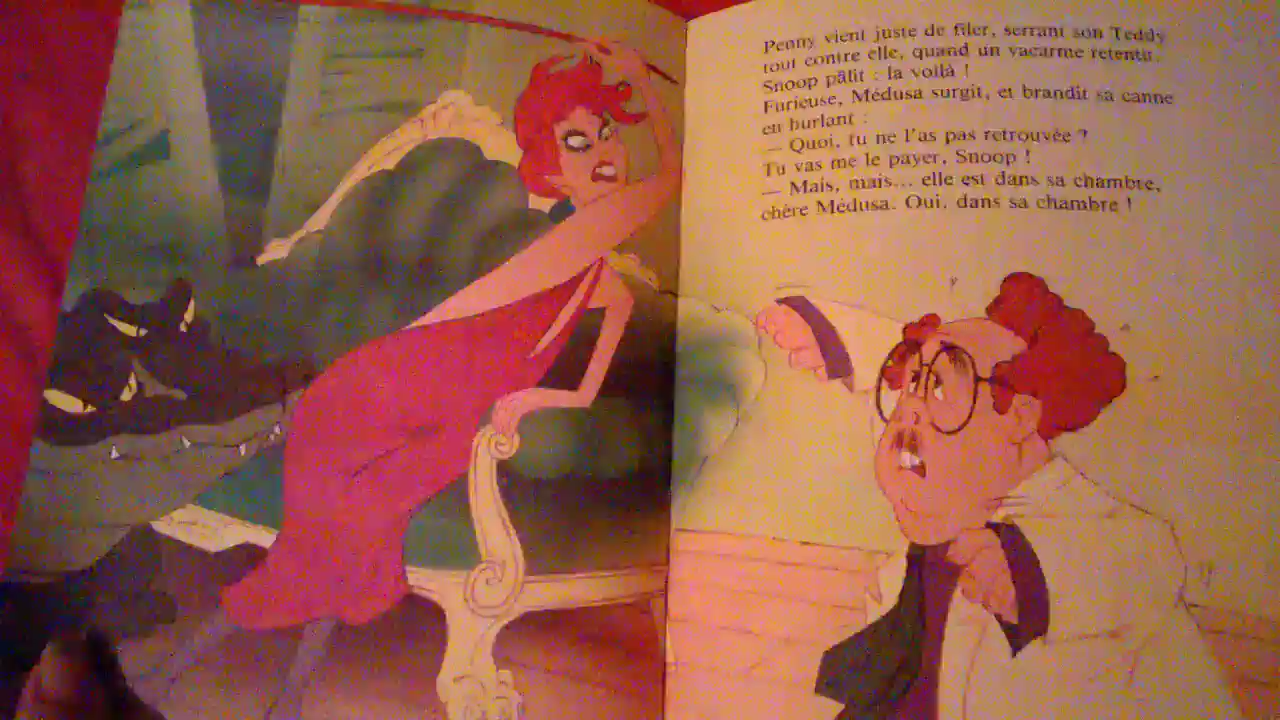 Penny vient juste de filer, serrant son Teddy
tout contre elle, quand un vacarme retentit.
Snoop pâlit : la voilà !
Furieuse, Médusa surgit, et brandit sa canne
en hurlant :
— Quoi, tu ne l'as pas retrouvée ?
Tu vas me le payer, Snoop !
— Mais, mais... elle est dans sa chambre,
chère Médusa. Oui, dans sa chambre !